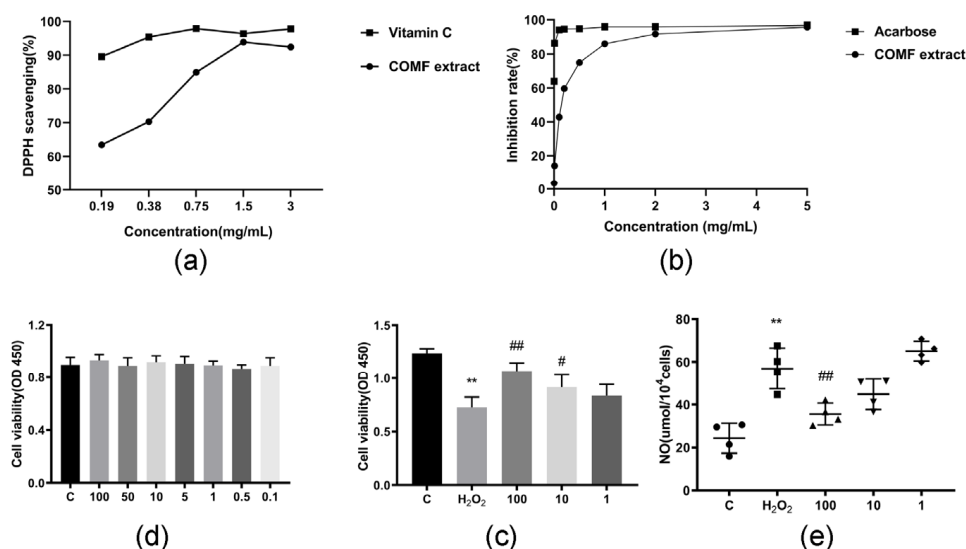 DPPH scavenging(%)
100
90
80
70
60
50
0.19 0.38 0.75 1.5 3
Concentration(mg/mL)
Vitamin C
COMF extract
(a)
Inhibition rate(%)
100
80
60
40
20
0
0 1 2 3 4 5
Concentration (mg/mL)
Acarbose
COMF extract
(b)
Cell viability(OD 450)
1.2
0.8
0.4
0.0
C 100 50 10 5 1 0.5 0.1
(d)
Cell viability(OD 450)
1.5
1.0
0.5
0.0
**
##
#
C H₂O₂ 100 10 1
(c)
NO(umol/10⁴cells)
80
60
40
20
0
**
##
C H₂O₂ 100 10 1
(e)